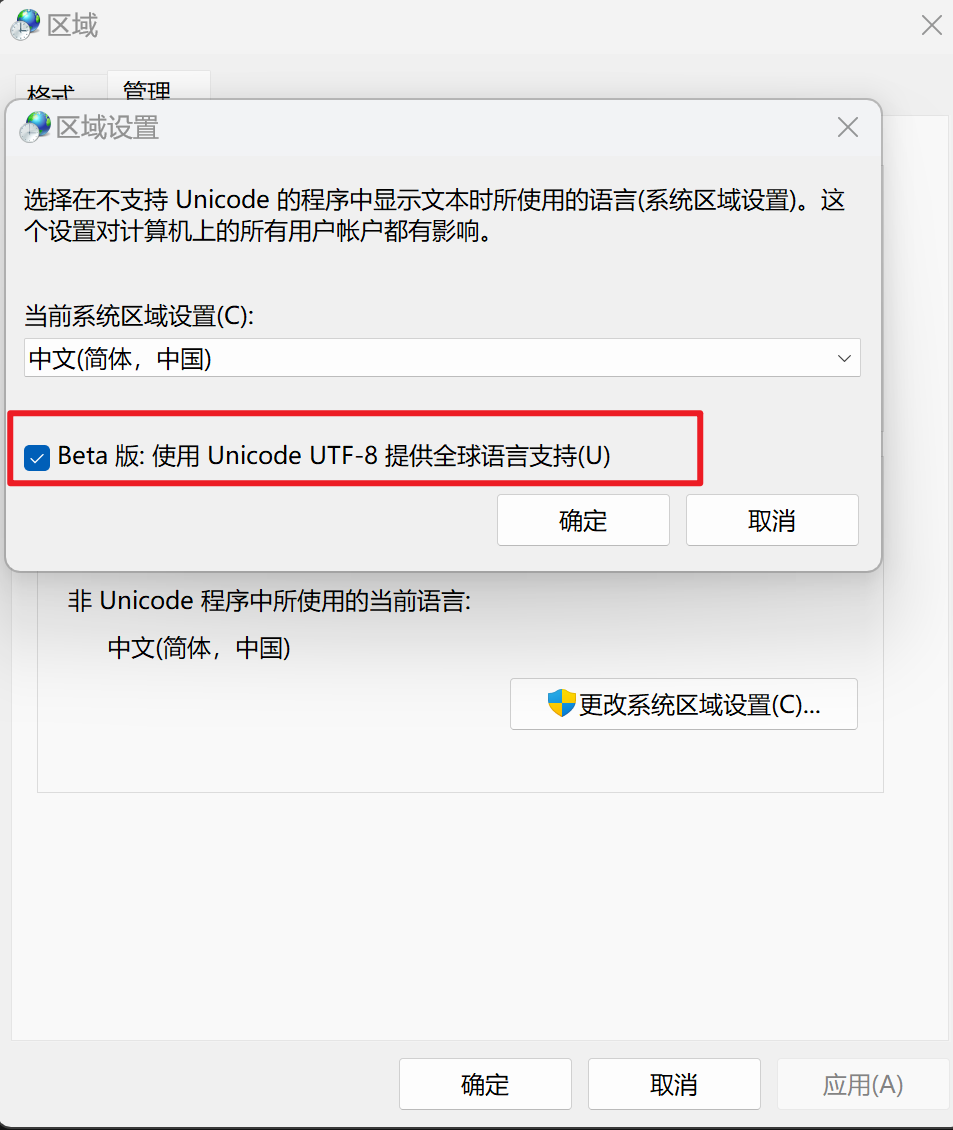 区域
格式
管理
区域设置
选择在不支持 Unicode 的程序中显示文本时所使用的语言(系统区域设置)。这
个设置对计算机上的所有用户帐户都有影响。
当前系统区域设置(C):
中文(简体，中国)
Beta 版: 使用 Unicode UTF-8 提供全球语言支持(U)
确定
取消
非 Unicode 程序中所使用的当前语言:
中文(简体，中国)
更改系统区域设置(C)...
确定
取消
应用(A)